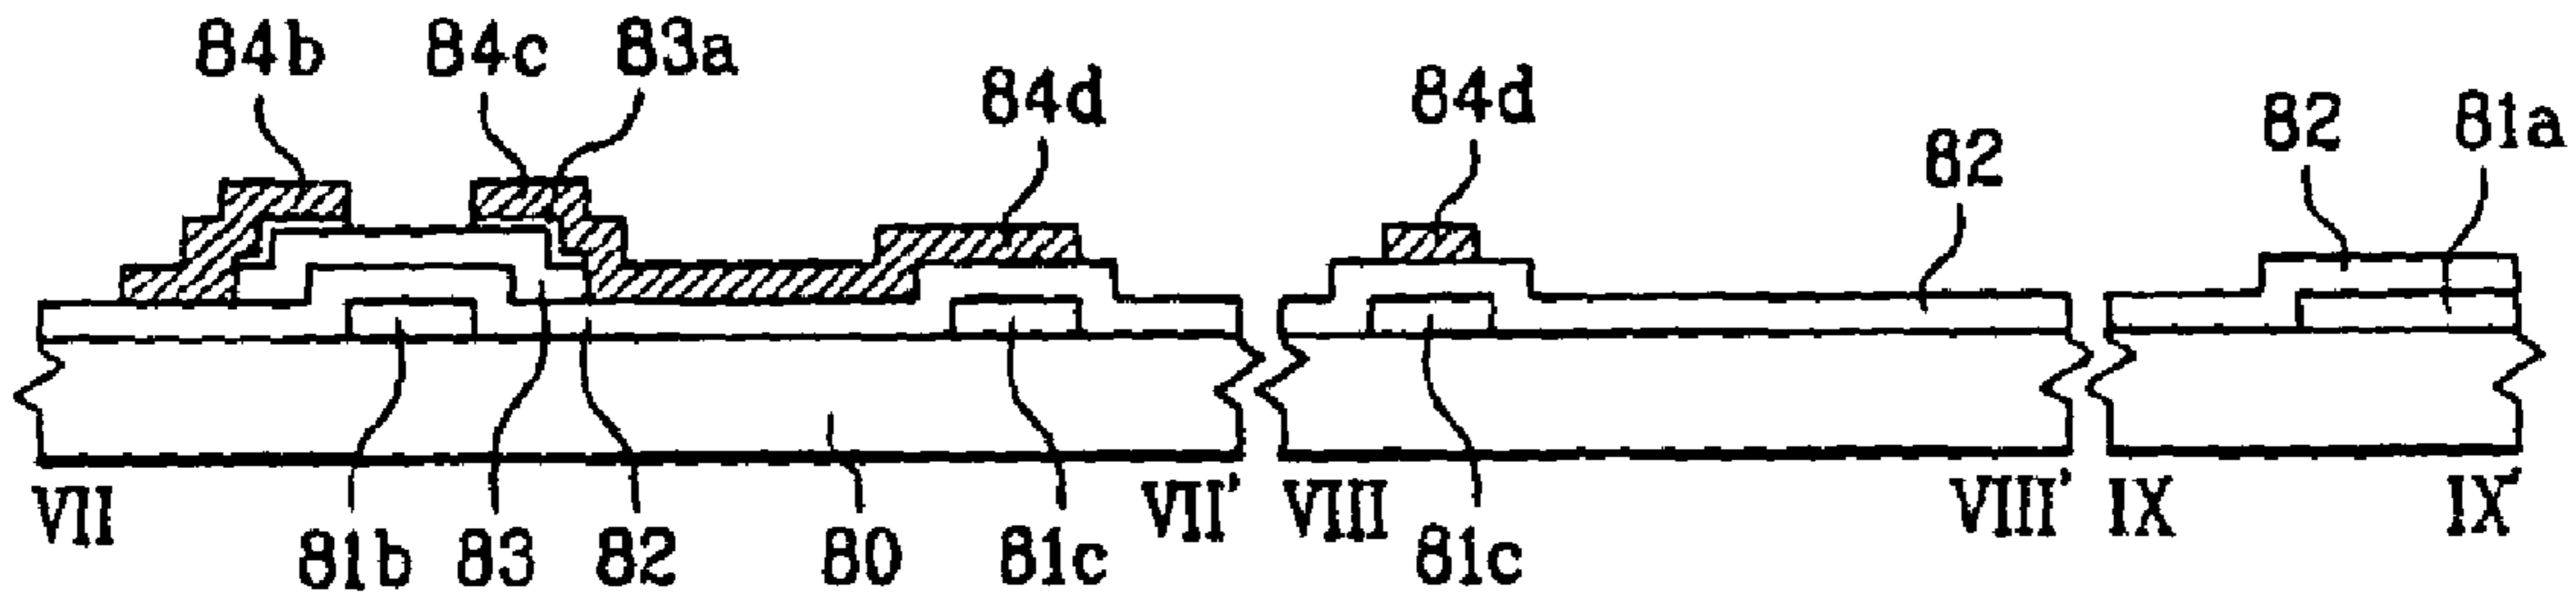 84b 84c 83a 84d 84d 82 82 81a
VII VII' VIII VIII' IX IX'
81b 83 82 80 81c 81c